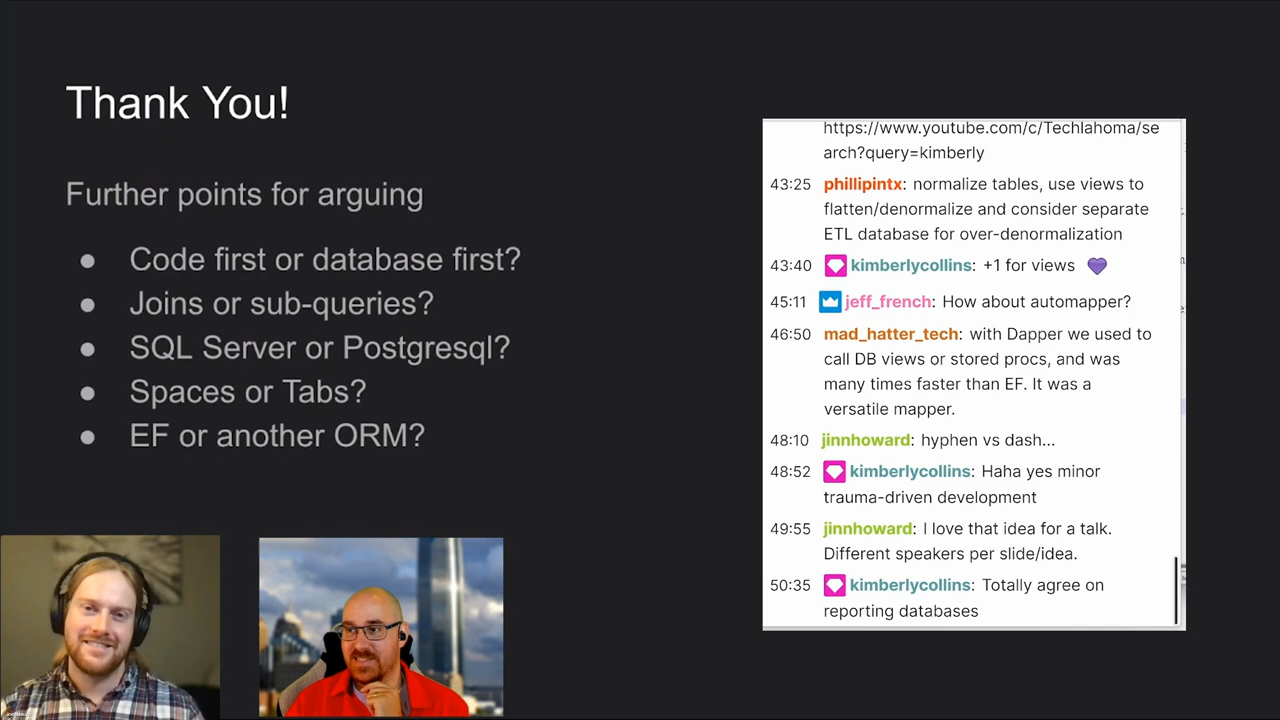 Thank You!
Further points for arguing
● Code first or database first?
● Joins or sub-queries?
● SQL Server or Postgresql?
● Spaces or Tabs?
● EF or another ORM?
https://www.youtube.com/c/Techlahoma/se
arch?query=kimberly
43:25 phillipintx: normalize tables, use views to
flatten/denormalize and consider separate
ETL database for over-denormalization
43:40 kimberlycollins: +1 for views 💜
45:11 jeff_french: How about automapper?
46:50 mad_hatter_tech: with Dapper we used to
call DB views or stored procs, and was
many times faster than EF. It was a
versatile mapper.
48:10 jinnhoward: hyphen vs dash...
48:52 kimberlycollins: Haha yes minor
trauma-driven development
49:55 jinnhoward: I love that idea for a talk.
Different speakers per slide/idea.
50:35 kimberlycollins: Totally agree on
reporting databases